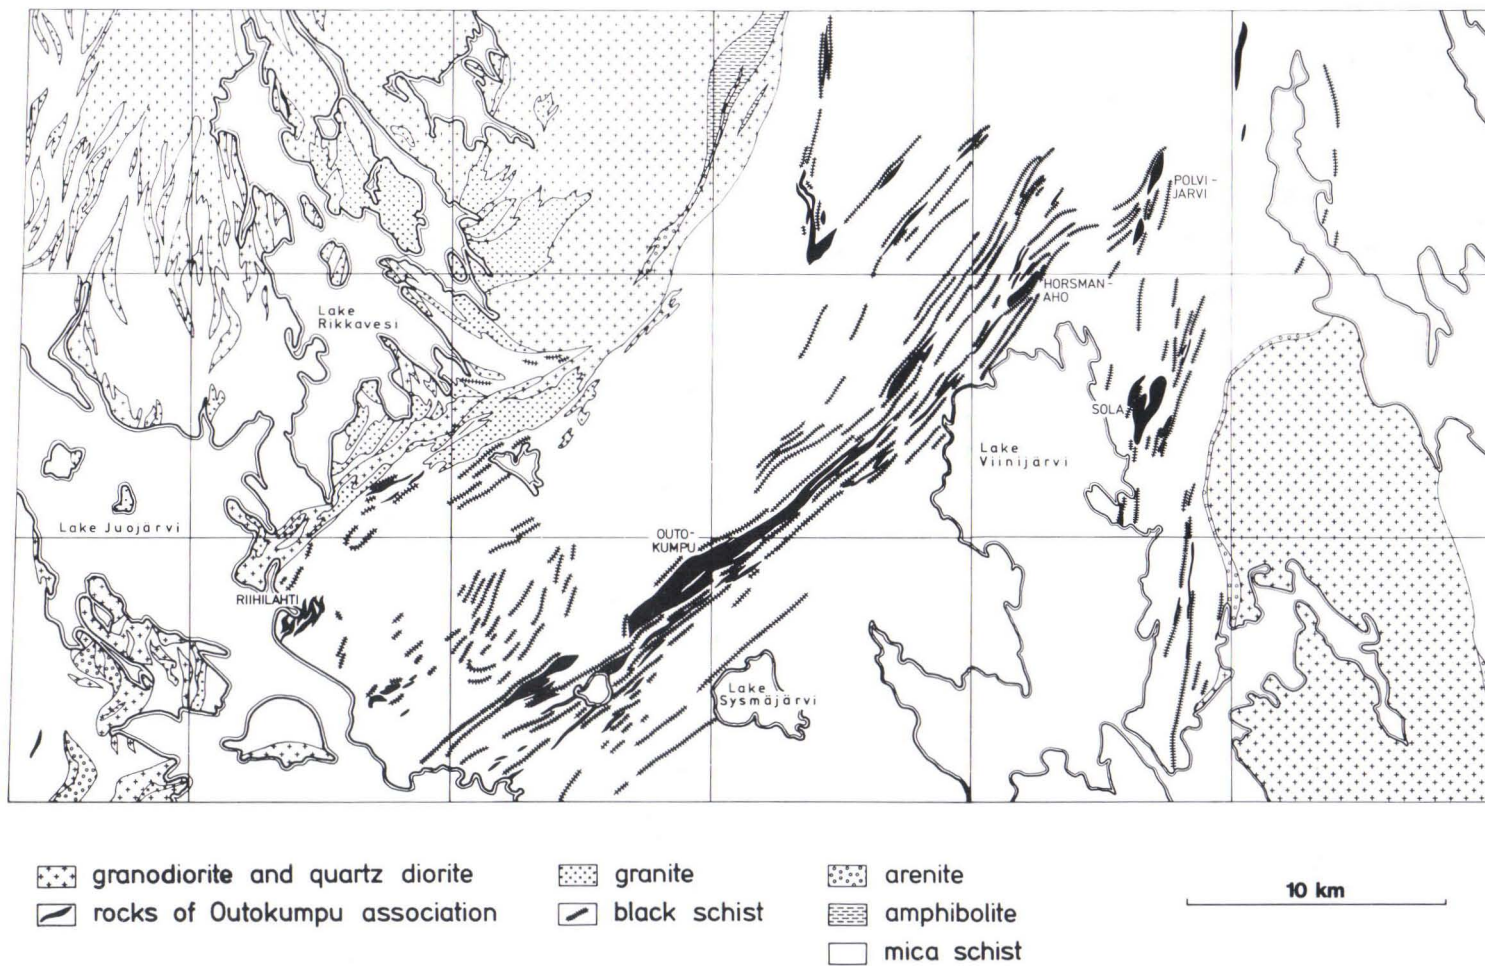 POLVI-
JARVI
HORSMAN-
AHO
Lake
Rikkavesi
SOLA
Lake
Viinijärvi
Lake Juojärvi
OUTO-
KUMPU
RIIHILAHTI
Lake
Sysmäjärvi
granodiorite and quartz diorite
granite
arenite
rocks of Outokumpu association
black schist
amphibolite
mica schist
10 km